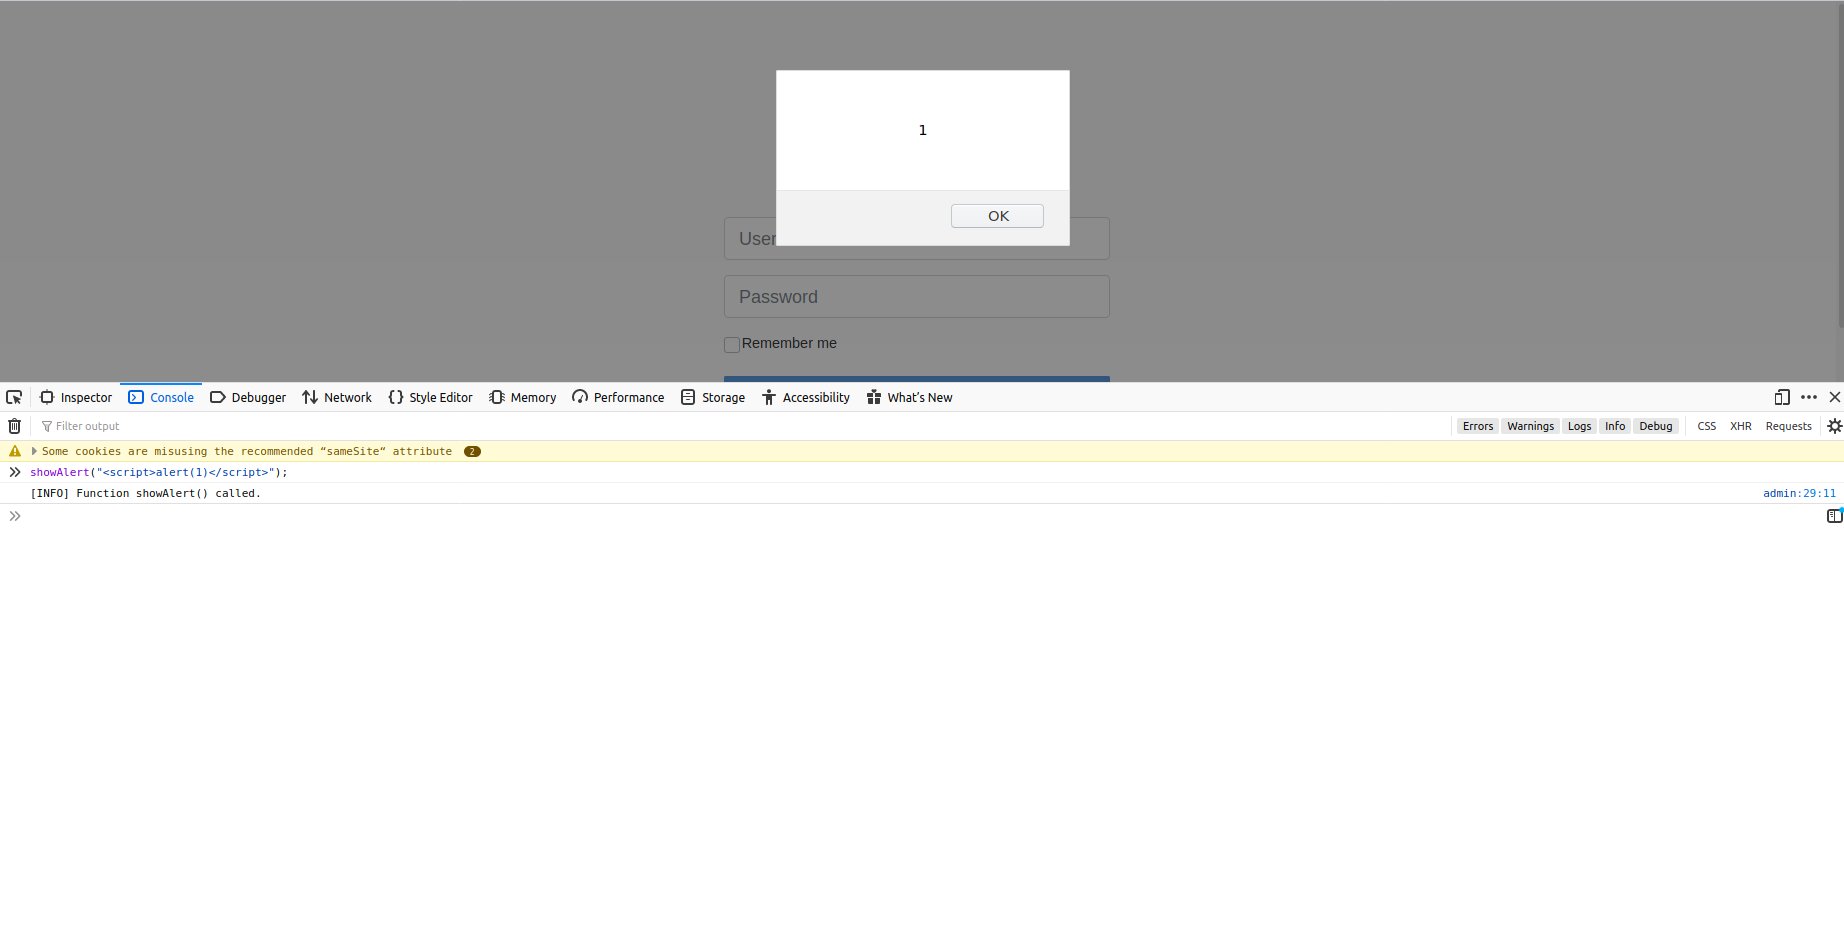 1
OK
User
Password
Remember me
Inspector Console Debugger Network Style Editor Memory Performance Storage Accessibility What's New
Filter output Errors Warnings Logs Info Debug CSS XHR Requests
Some cookies are misusing the recommended “sameSite“ attribute 2
showAlert("<script>alert(1)</script>");
[INFO] Function showAlert() called. admin:29:11